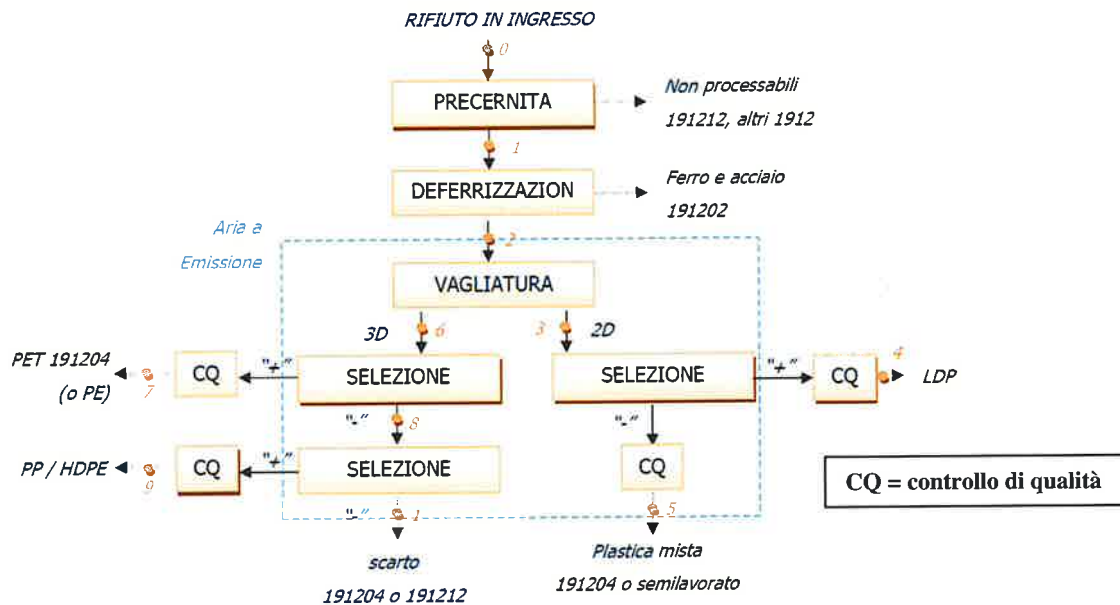 RIFIUTO IN INGRESSO
0
PRECERNITA
Non processabili
191212, altri 1912
1
DEFERRIZZAZION
Ferro e acciaio
191202
Aria a
Emissione
2
VAGLIATURA
3D
6
3
2D
PET 191204
(o PE)
7
CQ
"+"
SELEZIONE
SELEZIONE
"+"
CQ
4
LDP
"-"
8
"-"
PP / HDPE
9
CQ
"+"
SELEZIONE
CQ
CQ = controllo di qualità
"-"
1
5
scarto
191204 o 191212
Plastica mista
191204 o semilavorato